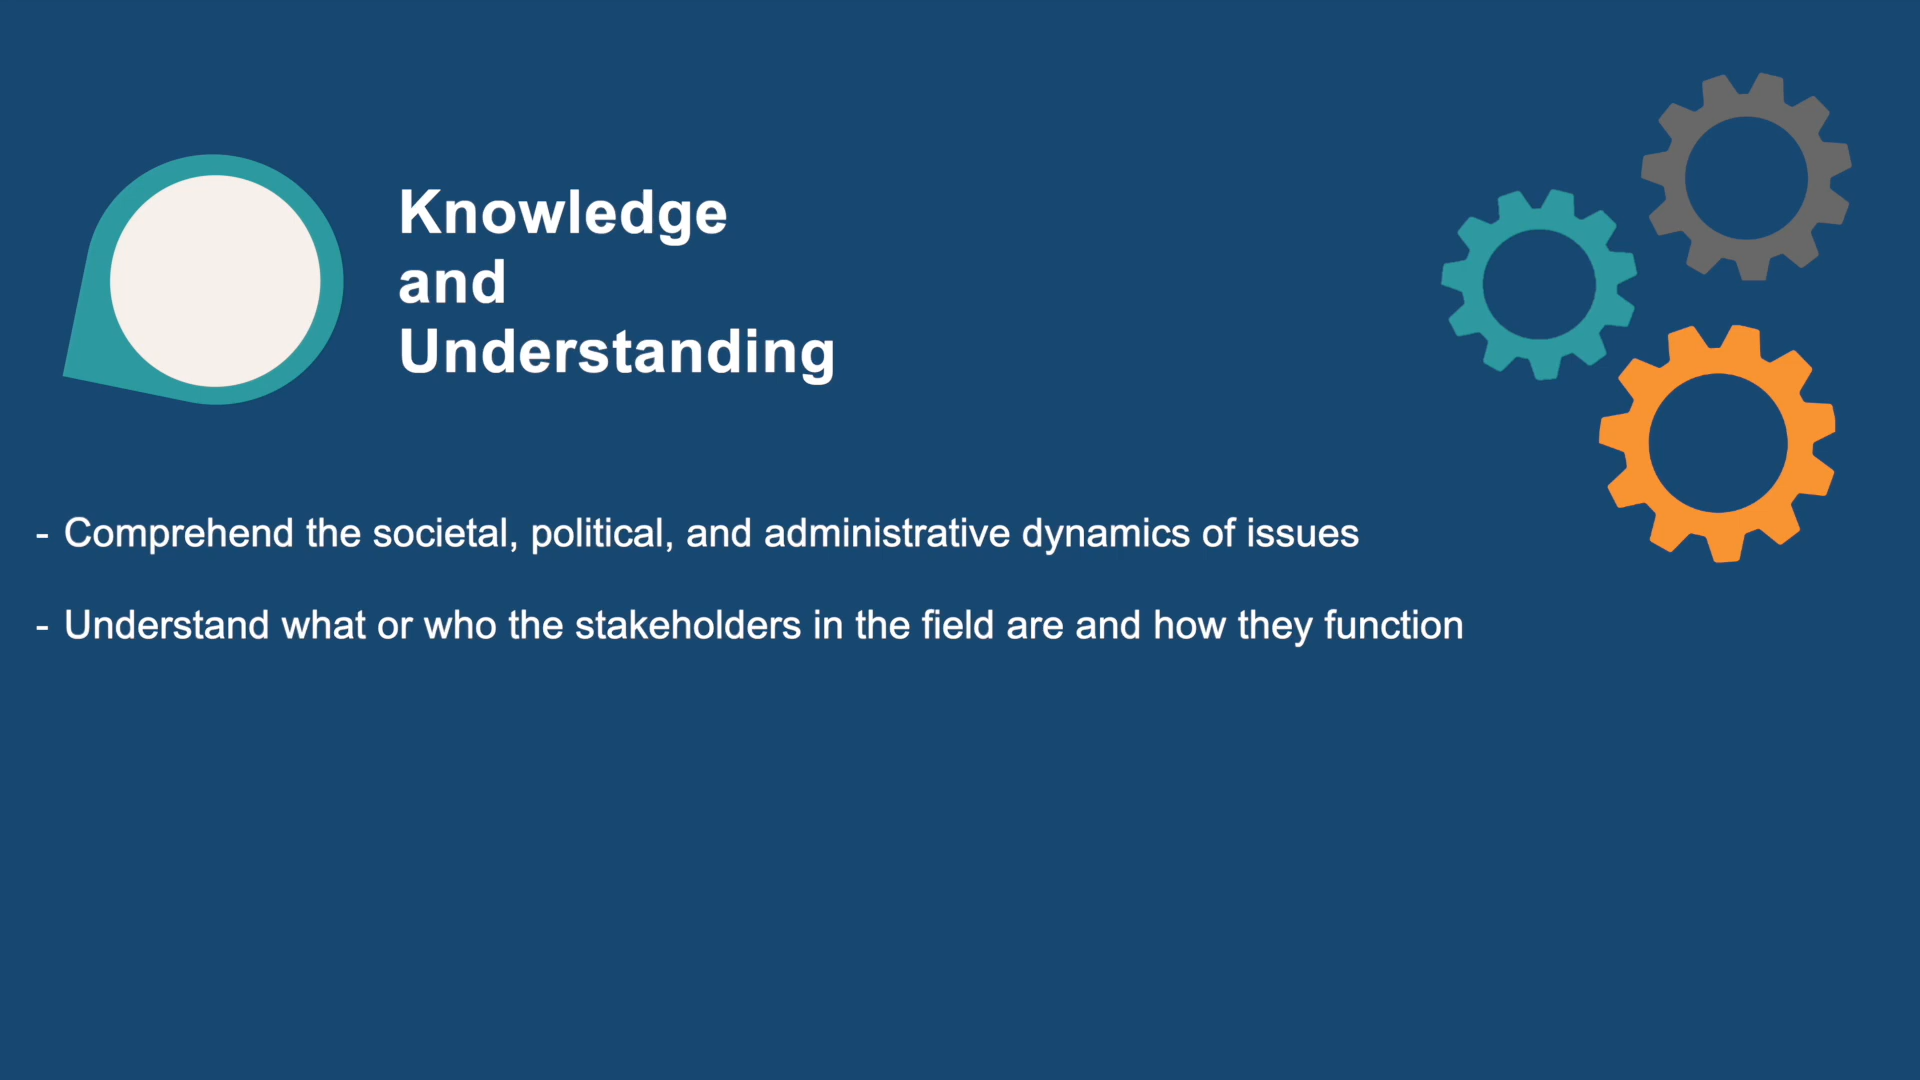 Knowledge
and
Understanding
- Comprehend the societal, political, and administrative dynamics of issues
- Understand what or who the stakeholders in the field are and how they function